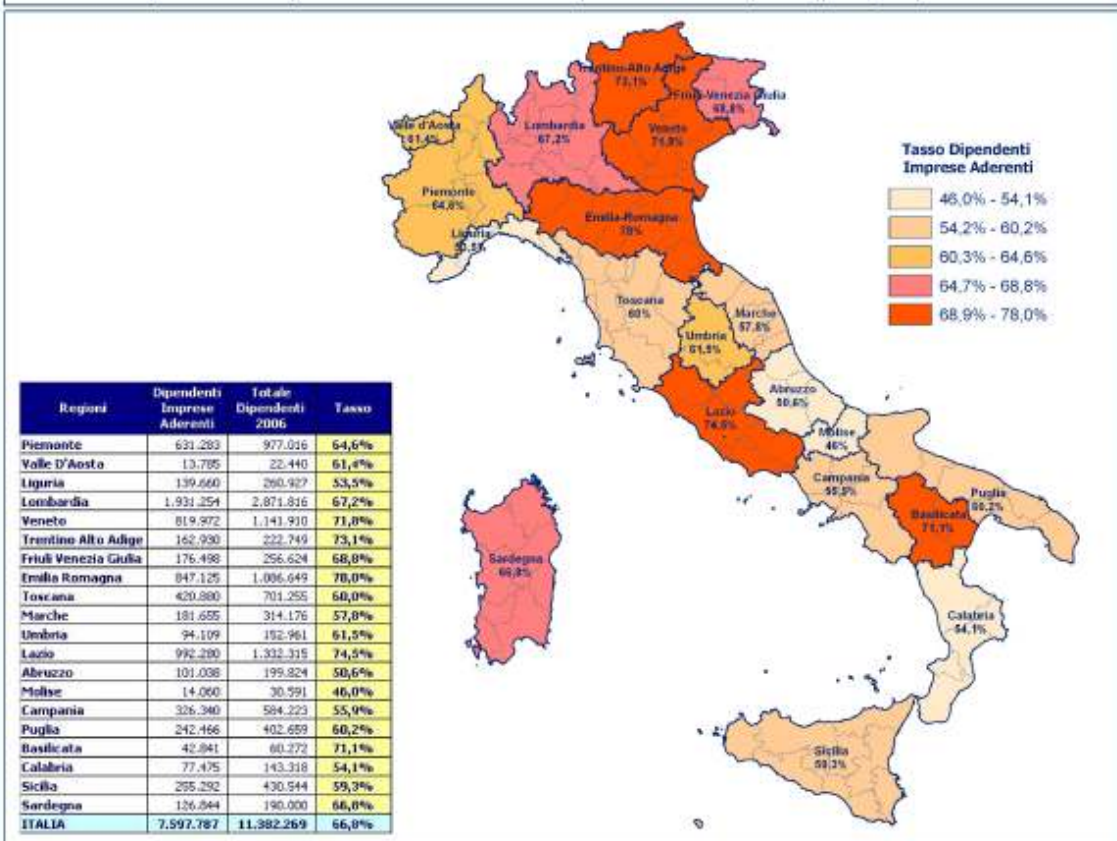 Trentino-Alto Adige
73,1%
Friuli-Venezia Giulia
68,8%
Valle d'Aosta
61,4%
Lombardia
67,2%
Veneto
71,8%
Piemonte
64,6%
Emilia-Romagna
78%
Liguria
53,5%
Toscana
60%
Marche
57,8%
Umbria
61,5%
Abruzzo
50,6%
Lazio
74,5%
Molise
46%
Campania
55,9%
Puglia
60,2%
Basilicata
71,1%
Sardegna
66,8%
Calabria
54,1%
Sicilia
59,3%
Tasso Dipendenti
Imprese Aderenti
46,0% - 54,1%
54,2% - 60,2%
60,3% - 64,6%
64,7% - 68,8%
68,9% - 78,0%
Regioni Dipendenti Imprese Aderenti Totale Dipendenti 2006 Tasso
Piemonte 631.283 977.016 64,6%
Valle D'Aosta 13.785 22.440 61,4%
Liguria 139.660 260.927 53,5%
Lombardia 1.931.254 2.871.816 67,2%
Veneto 819.972 1.141.910 71,8%
Trentino Alto Adige 162.930 222.749 73,1%
Friuli Venezia Giulia 176.498 256.624 68,8%
Emilia Romagna 847.125 1.086.649 78,0%
Toscana 420.880 701.255 60,0%
Marche 181.655 314.176 57,8%
Umbria 94.109 152.961 61,5%
Lazio 992.280 1.332.315 74,5%
Abruzzo 101.038 199.824 50,6%
Molise 14.060 30.591 46,0%
Campania 326.340 584.223 55,9%
Puglia 242.466 402.659 60,2%
Basilicata 42.841 60.272 71,1%
Calabria 77.475 143.318 54,1%
Sicilia 255.292 430.544 59,3%
Sardegna 126.844 190.000 66,8%
ITALIA 7.597.787 11.382.269 66,8%